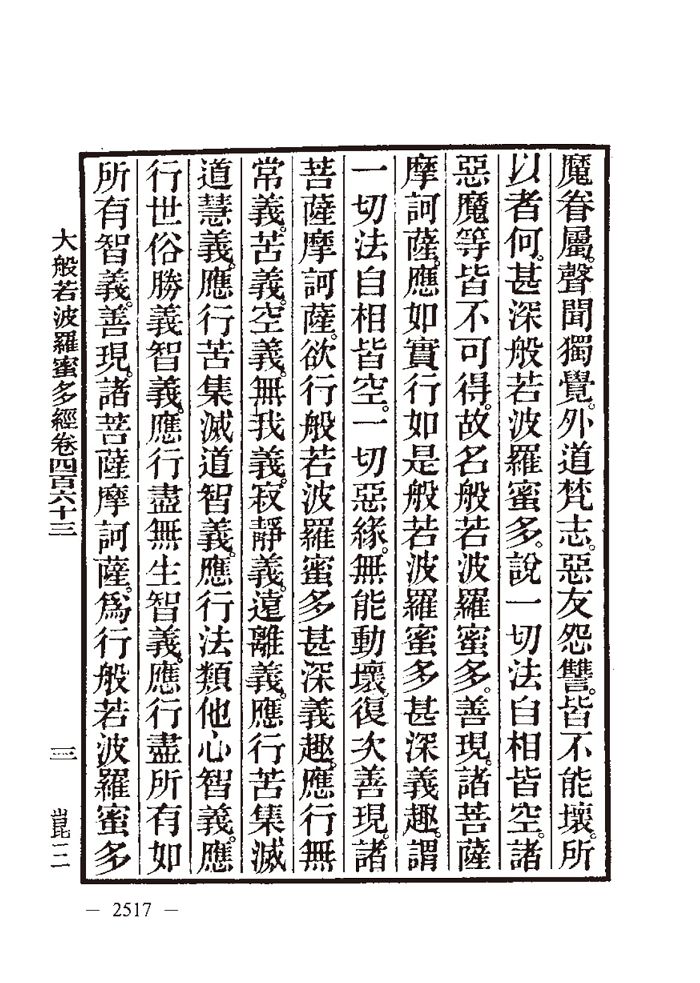 魔眷屬。聲聞獨覺。外道梵志。惡友怨讐。皆不能壞。所
以者何。甚深般若波羅蜜多。說一切法自相皆空。諸
惡魔等皆不可得。故名般若波羅蜜多。善現。諸菩薩
摩訶薩。應如實行如是般若波羅蜜多甚深義趣。謂
一切法自相皆空。一切惡緣。無能動壞。復次善現。諸
菩薩摩訶薩。欲行般若波羅蜜多甚深義趣。應行無
常義。苦義。空義。無我義。寂靜義。遠離義。應行苦集滅
道慧義。應行苦集滅道智義。應行法類他心智義。應
行世俗勝義智義。應行盡無生智義。應行盡所有如
所有智義。善現。諸菩薩摩訶薩。爲行般若波羅蜜多
大般若波羅蜜多經卷四百六十三 三 崑三
— 2517 —